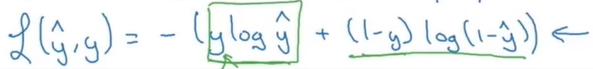 ℒ(ŷ, y) = - (y log ŷ + (1-y) log(1-ŷ)) ←